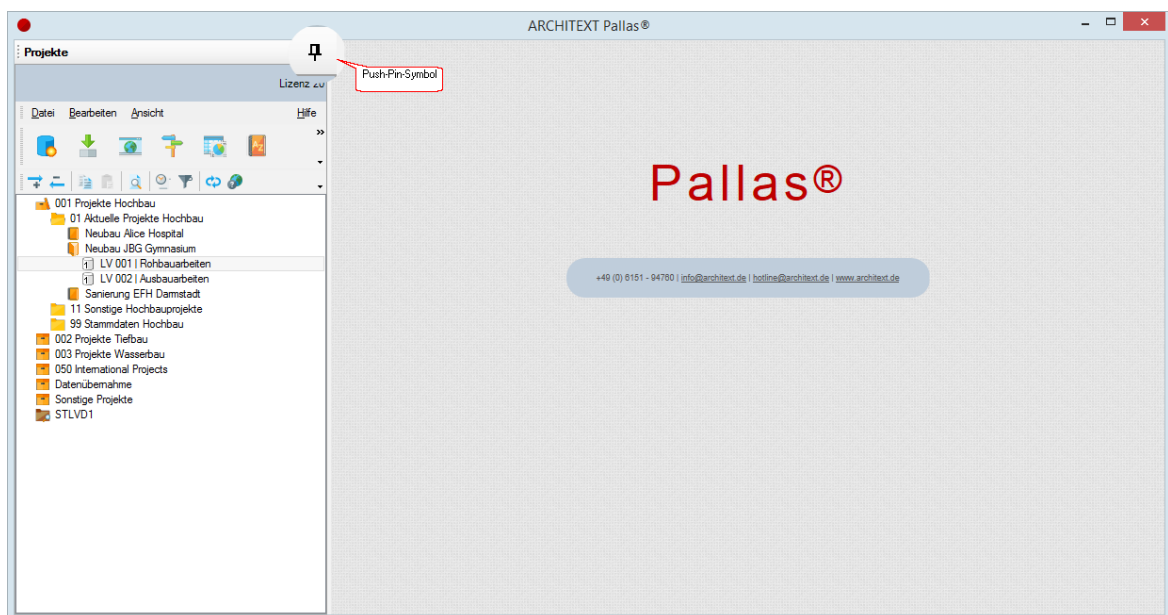 ARCHITEXT Pallas®
Projekte
Push-Pin-Symbol
Lizenz 20
Datei Bearbeiten Ansicht Hilfe
001 Projekte Hochbau
01 Aktuelle Projekte Hochbau
Neubau Alice Hospital
Neubau JBG Gymnasium
LV 001 | Rohbauarbeiten
LV 002 | Ausbauarbeiten
Sanierung EFH Darmstadt
11 Sonstige Hochbauprojekte
99 Stammdaten Hochbau
002 Projekte Tiefbau
003 Projekte Wasserbau
050 International Projects
Datenübernahme
Sonstige Projekte
STLVD1
Pallas®
+49 (0) 6151 - 94760 | info@architext.de | hotline@architext.de | www.architext.de